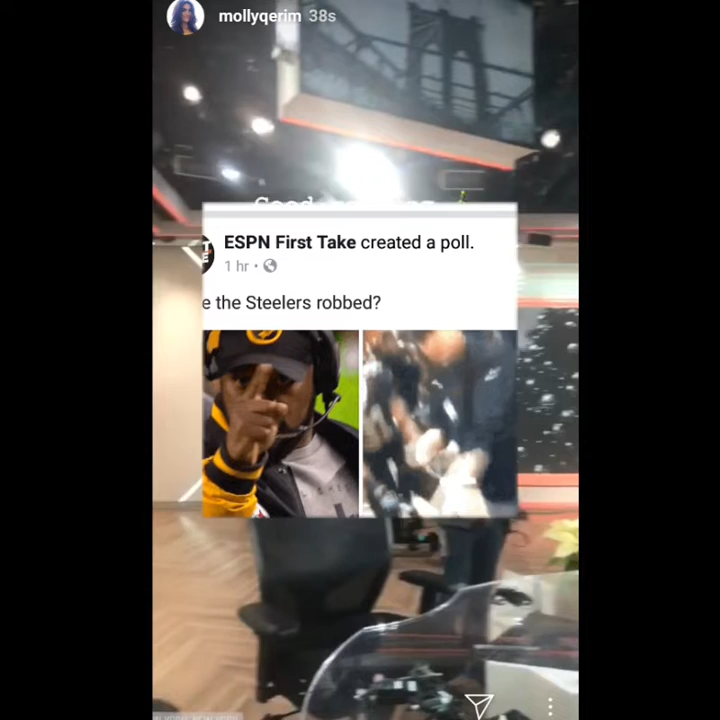 mollyqerim 38s
ESPN First Take created a poll.
1 hr
e the Steelers robbed?